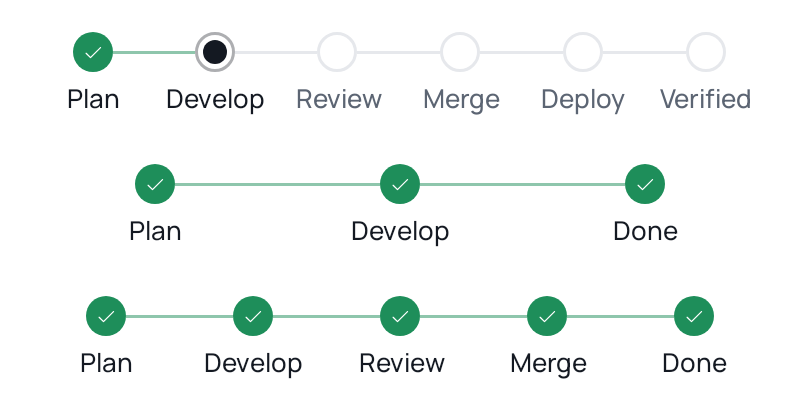 Plan Develop Review Merge Deploy Verified
Plan Develop Done
Plan Develop Review Merge Done